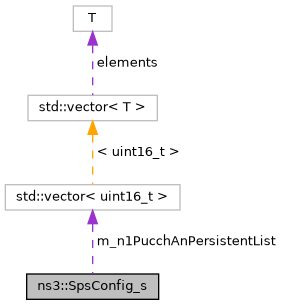 T
elements
std::vector< T >
< uint16_t >
std::vector< uint16_t >
m_n1PucchAnPersistentList
ns3::SpsConfig_s